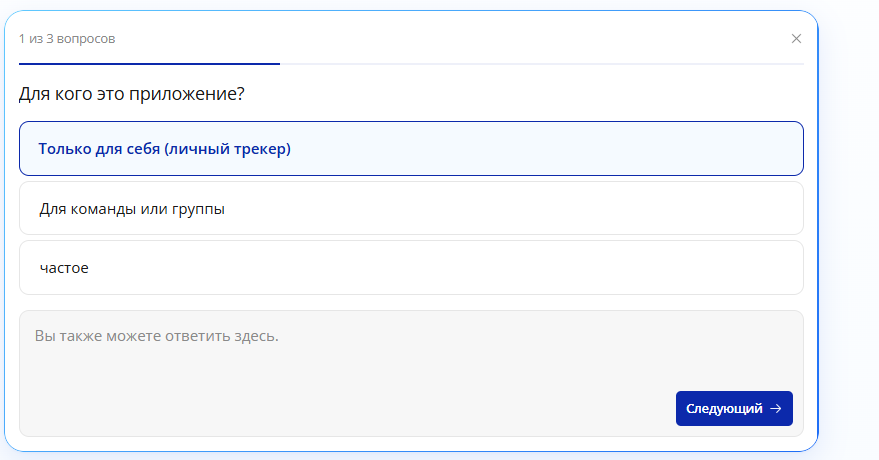 1 из 3 вопросов
Для кого это приложение?
Только для себя (личный трекер)
Для команды или группы
частое
Вы также можете ответить здесь.
Следующий →